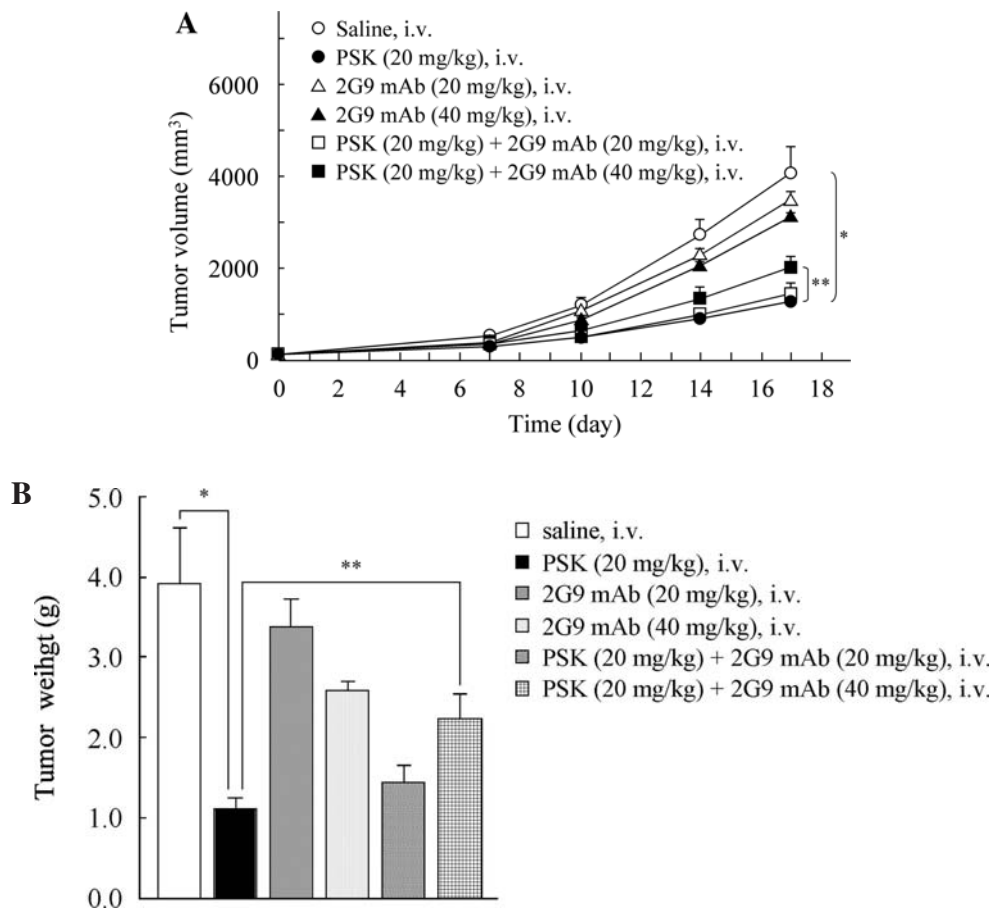 A
Saline, i.v.
PSK (20 mg/kg), i.v.
2G9 mAb (20 mg/kg), i.v.
2G9 mAb (40 mg/kg), i.v.
PSK (20 mg/kg) + 2G9 mAb (20 mg/kg), i.v.
PSK (20 mg/kg) + 2G9 mAb (40 mg/kg), i.v.
Tumor volume (mm³)
6000
4000
2000
0
*
**
0 2 4 6 8 10 12 14 16 18
Time (day)
B
Tumor weihgt (g)
5.0
4.0
3.0
2.0
1.0
0.0
*
**
saline, i.v.
PSK (20 mg/kg), i.v.
2G9 mAb (20 mg/kg), i.v.
2G9 mAb (40 mg/kg), i.v.
PSK (20 mg/kg) + 2G9 mAb (20 mg/kg), i.v.
PSK (20 mg/kg) + 2G9 mAb (40 mg/kg), i.v.